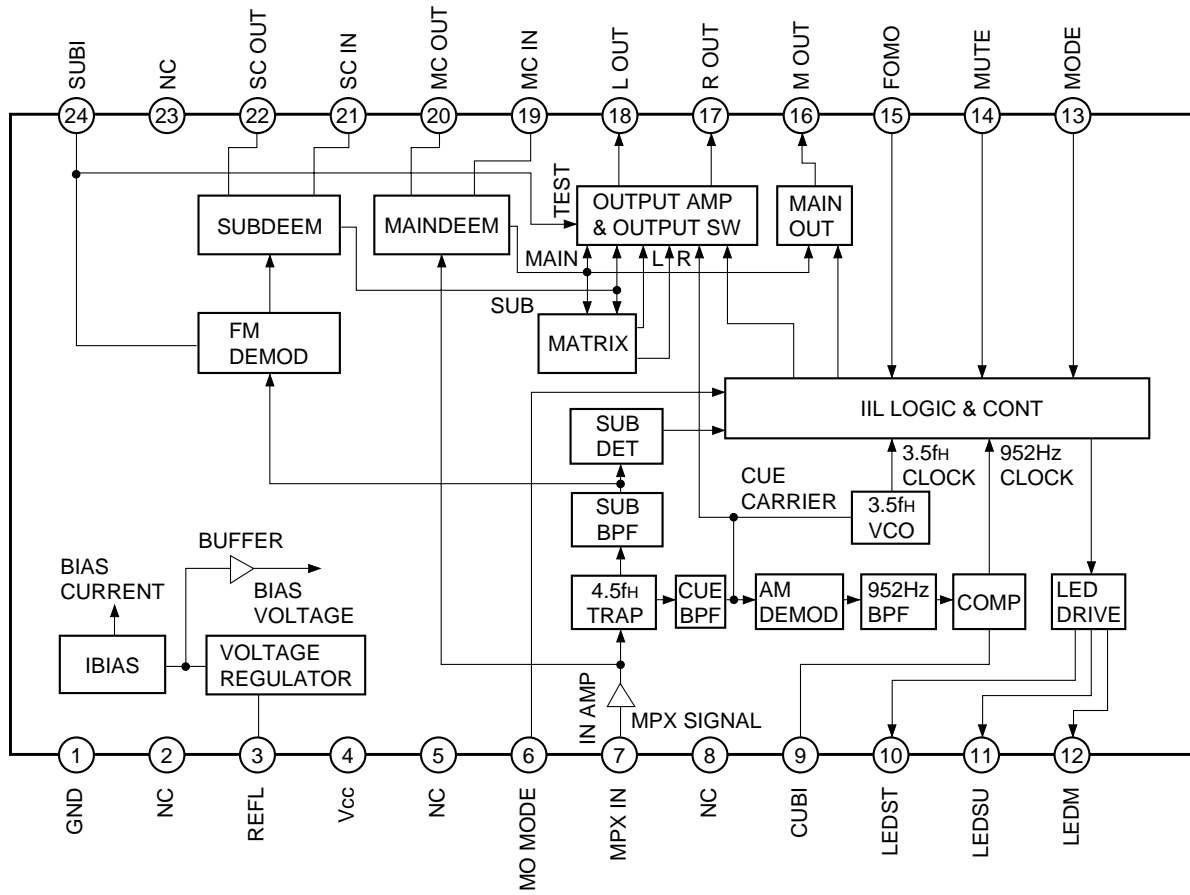 SUBI
NC
SC OUT
SC IN
MC OUT
MC IN
L OUT
R OUT
M OUT
FOMO
MUTE
MODE
24
23
22
21
20
19
18
17
16
15
14
13
TEST
SUBDEEM
MAINDEEM
OUTPUT AMP
& OUTPUT SW
MAIN
OUT
MAIN
L
R
SUB
FM
DEMOD
MATRIX
IIL LOGIC & CONT
SUB
DET
3.5fH
CLOCK
952Hz
CLOCK
CUE
CARRIER
SUB
BPF
3.5fH
VCO
BUFFER
BIAS
CURRENT
BIAS
VOLTAGE
4.5fH
TRAP
CUE
BPF
AM
DEMOD
952Hz
BPF
COMP
LED
DRIVE
IBIAS
VOLTAGE
REGULATOR
IN AMP
MPX SIGNAL
1
2
3
4
5
6
7
8
9
10
11
12
GND
NC
REFL
Vcc
NC
MO MODE
MPX IN
NC
CUBI
LEDST
LEDSU
LEDM